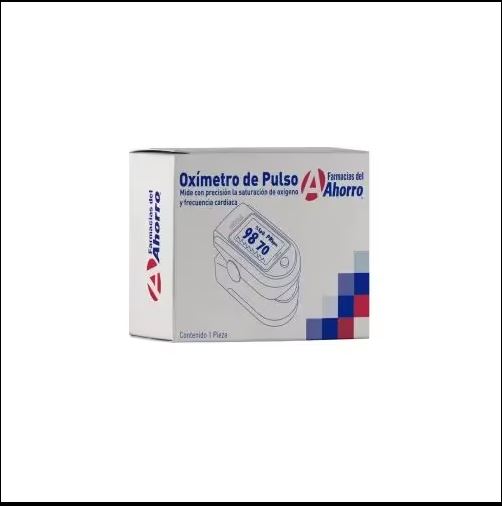 Oxímetro de Pulso
Mide con precisión la saturación de oxígeno
y frecuencia cardiaca
Farmacias del
Ahorro
98 70
Contenido 1 Pieza
Farmacias del
Ahorro